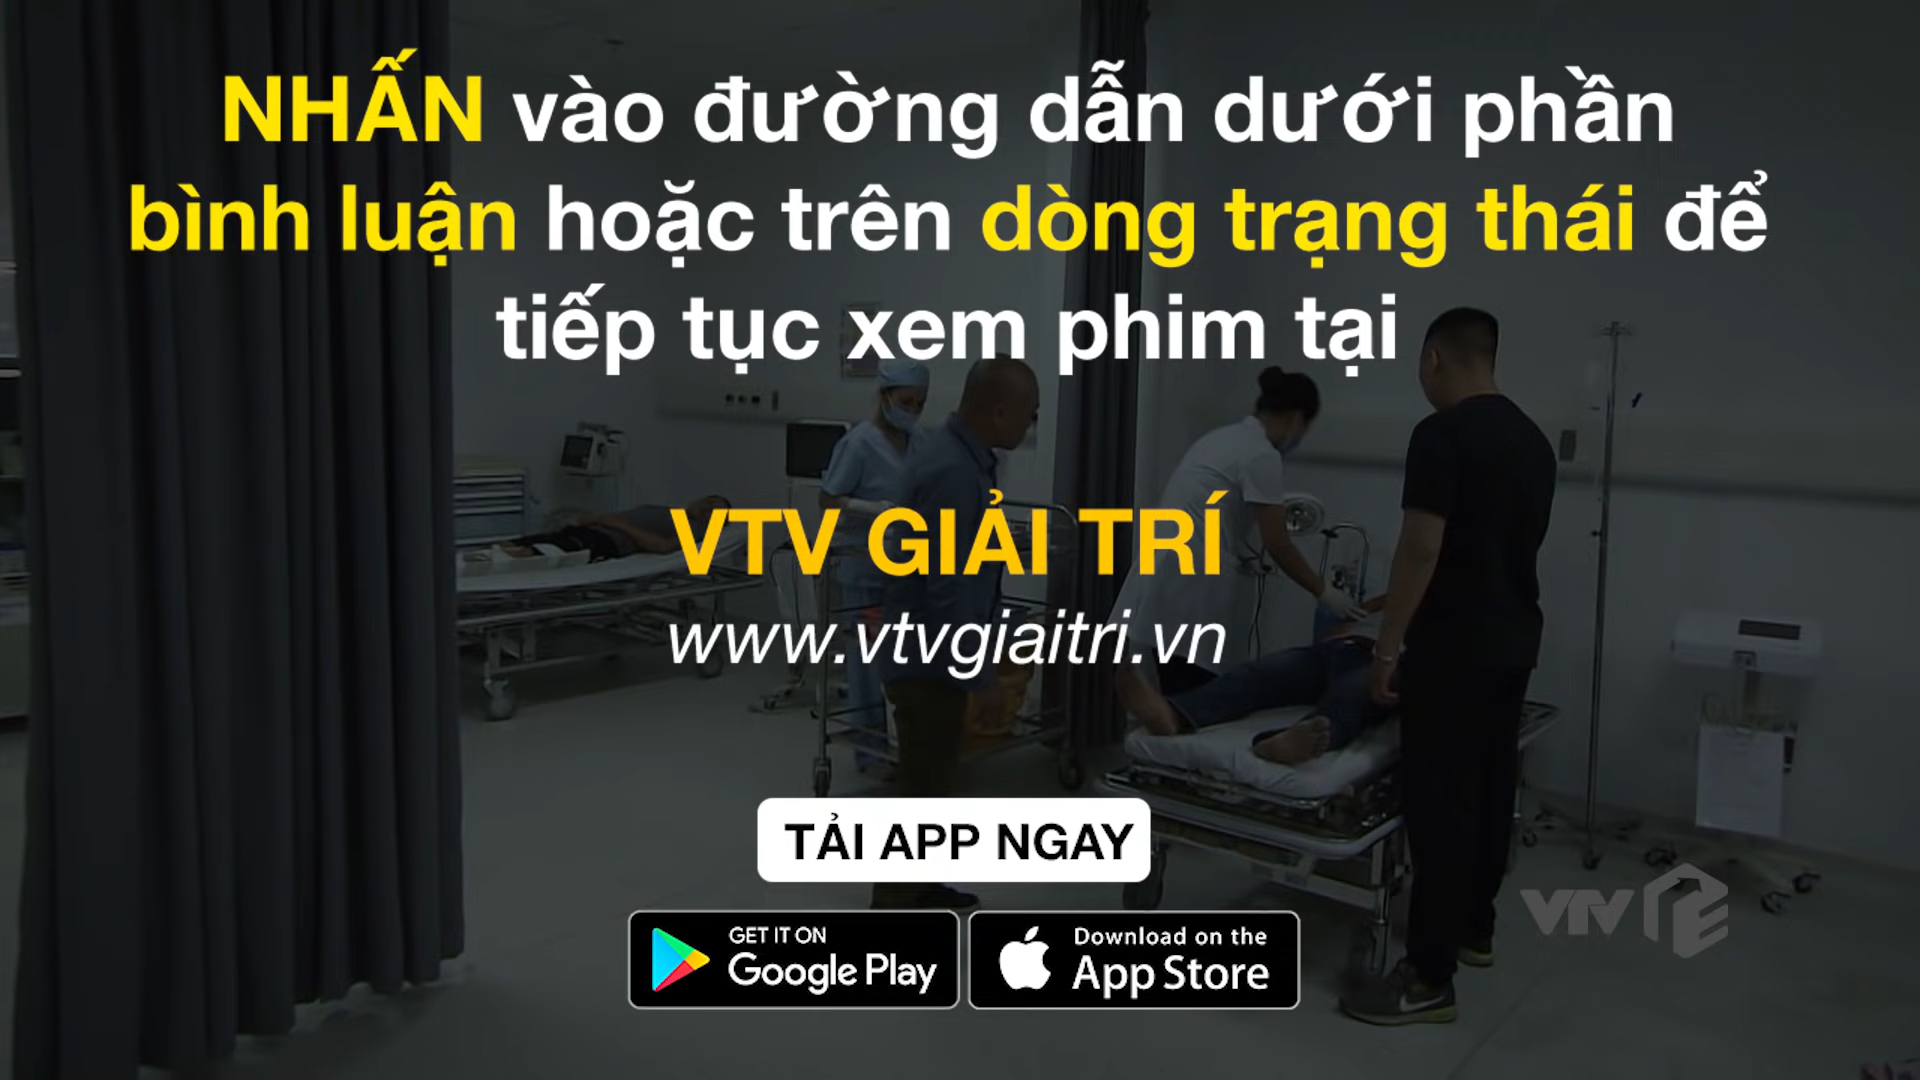 NHẤN vào đường dẫn dưới phần
bình luận hoặc trên dòng trạng thái để
tiếp tục xem phim tại
VTV GIẢI TRÍ
www.vtvgiaitri.vn
TẢI APP NGAY
GET IT ON
Google Play
Download on the
App Store
VTV